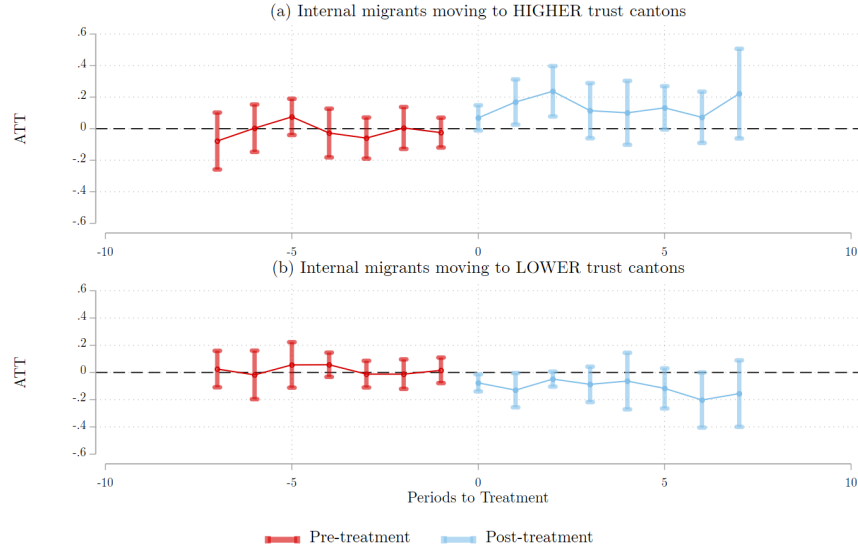 (a) Internal migrants moving to HIGHER trust cantons
.6
.4
.2
0
-.2
-.4
-.6
ATT
-10 -5 0 5 10
(b) Internal migrants moving to LOWER trust cantons
.6
.4
.2
0
-.2
-.4
-.6
ATT
-10 -5 0 5 10
Periods to Treatment
Pre-treatment Post-treatment